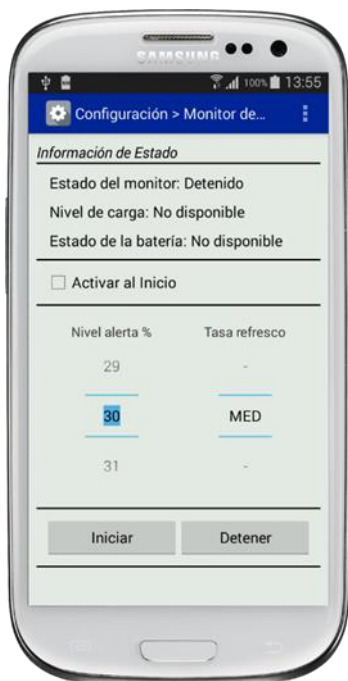 SAMSUNG
100% 13:55
Configuración > Monitor de...
Información de Estado
Estado del monitor: Detenido
Nivel de carga: No disponible
Estado de la batería: No disponible
Activar al Inicio
Nivel alerta % Tasa refresco
29 -
30 MED
31 -
Iniciar Detener